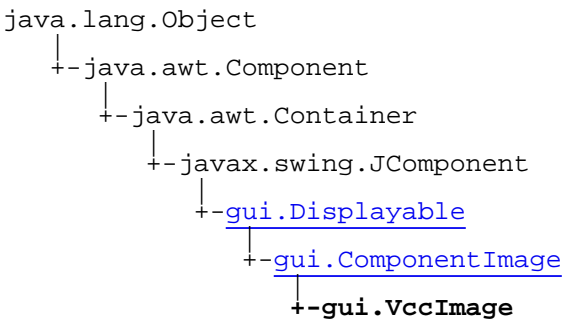 java.lang.Object
|
+-java.awt.Component
|
+-java.awt.Container
|
+-javax.swing.JComponent
|
+-gui.Displayable
|
+-gui.ComponentImage
|
+-gui.VccImage